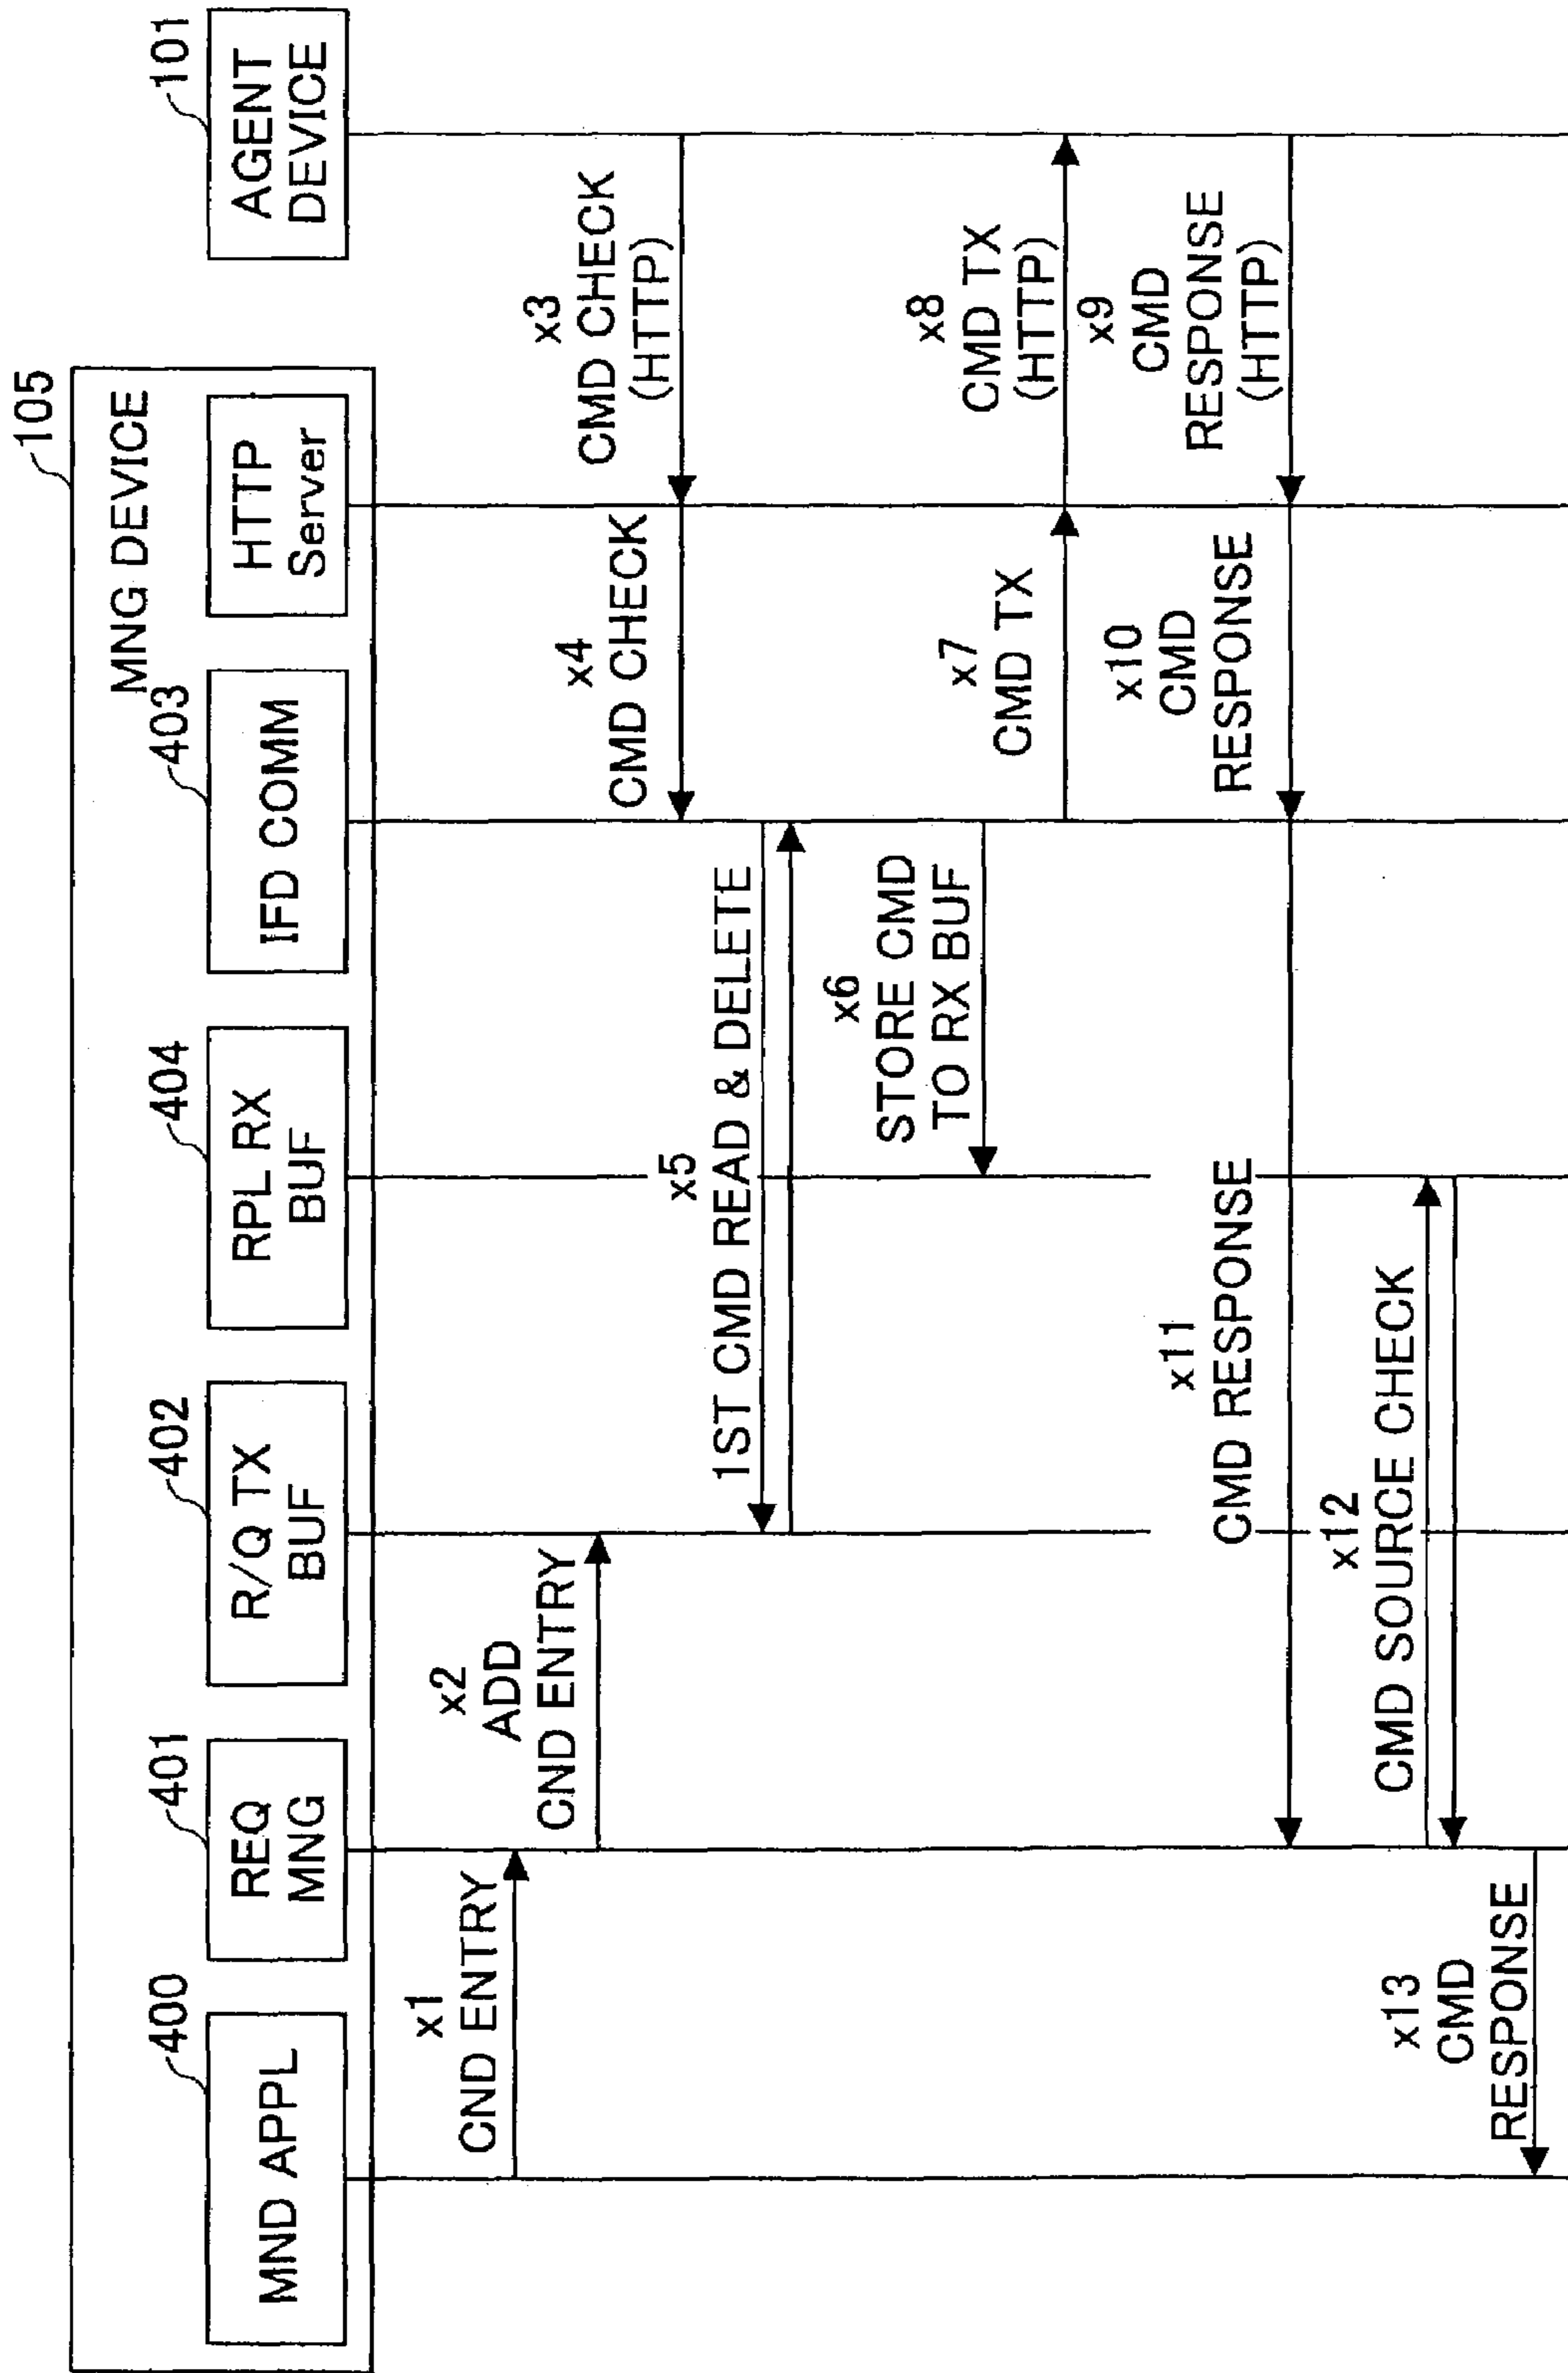 105
MNG DEVICE
400
MND APPL
401
REQ
MNG
402
R/Q TX
BUF
404
RPL RX
BUF
403
IFD COMM
HTTP
Server
101
AGENT
DEVICE
x1
CND ENTRY
x2
ADD
CND ENTRY
x3
CMD CHECK
(HTTP)
x4
CMD CHECK
x5
1ST CMD READ & DELETE
x6
STORE CMD
TO RX BUF
x7
CMD TX
x8
CMD TX
(HTTP)
x9
CMD
RESPONSE
(HTTP)
x10
CMD
RESPONSE
x11
CMD RESPONSE
x12
CMD SOURCE CHECK
x13
CMD
RESPONSE